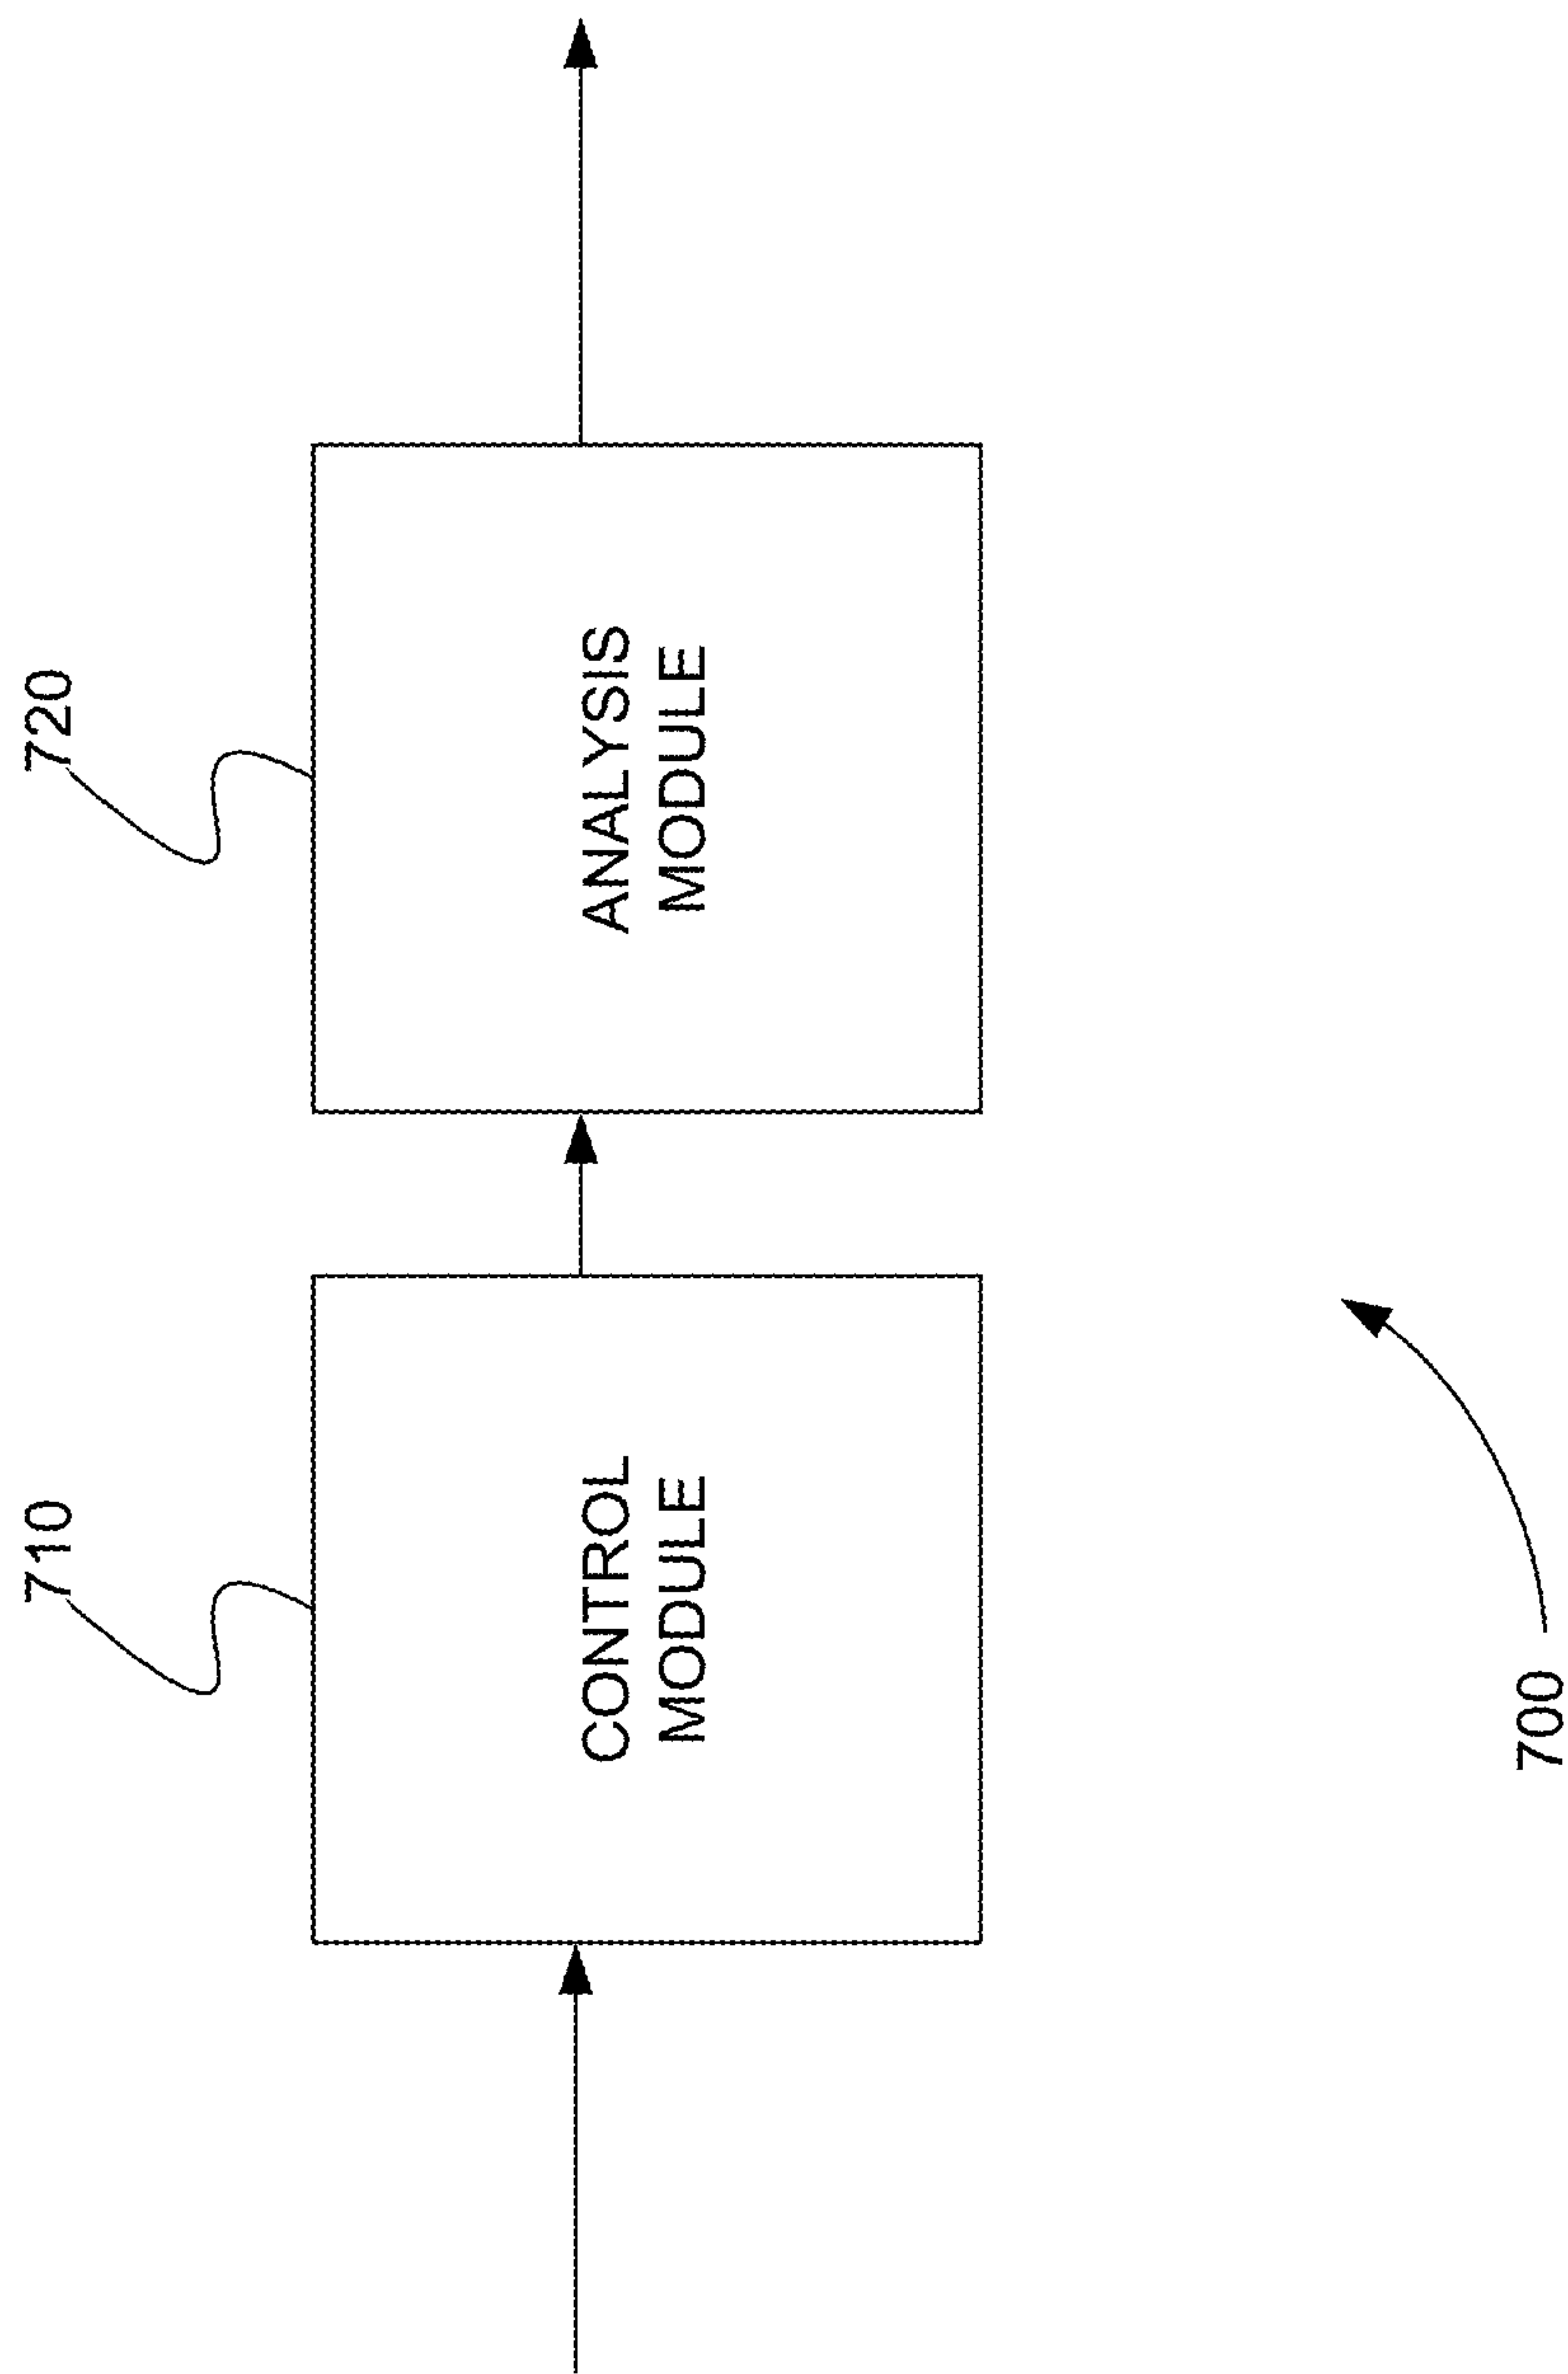 710
720
CONTROL
MODULE
ANALYSIS
MODULE
700